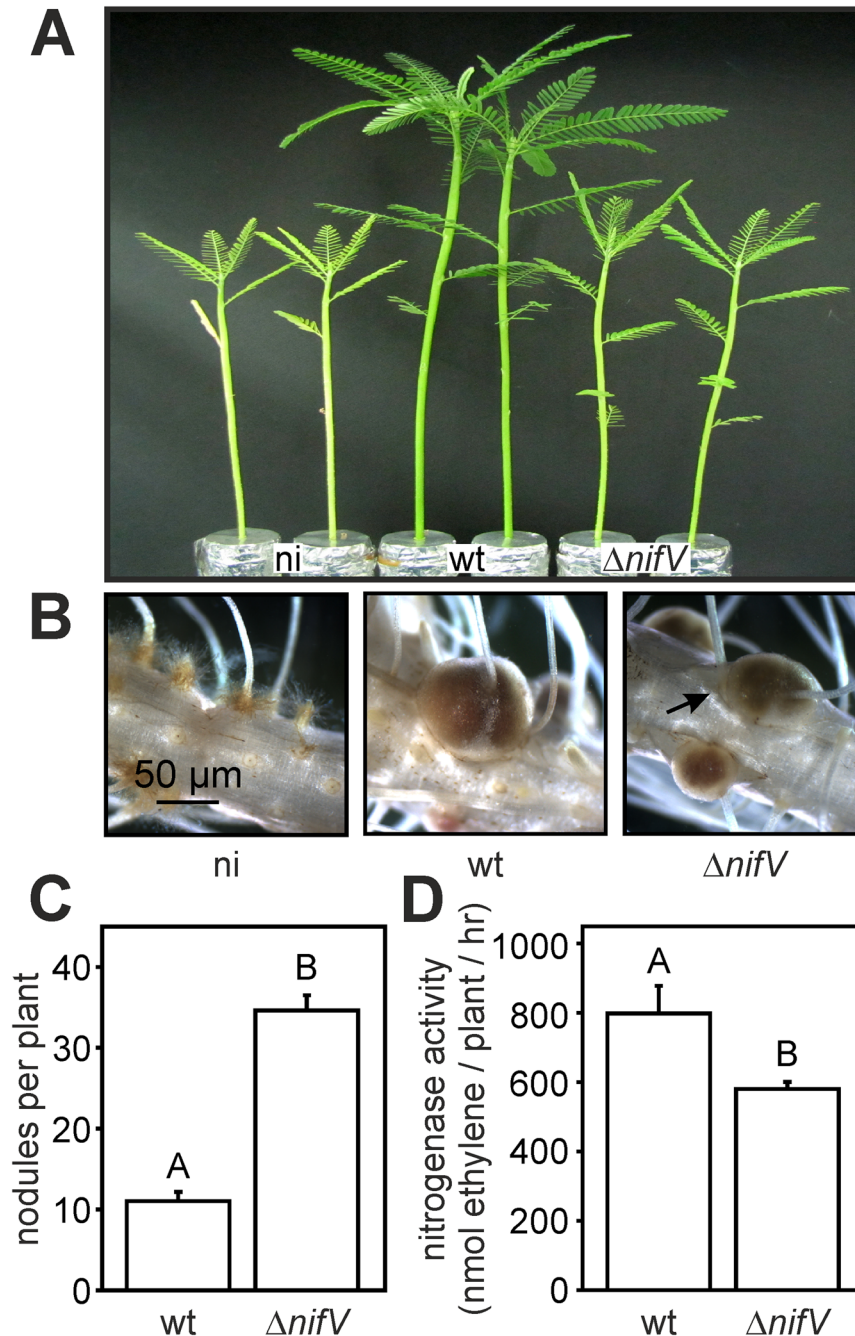 A
ni
wt
ΔnifV
B
50 µm
ni
wt
ΔnifV
C
nodules per plant
40
30
20
10
0
A
B
wt
ΔnifV
D
nitrogenase activity
(nmol ethylene / plant / hr)
1000
800
600
400
200
0
A
B
wt
ΔnifV